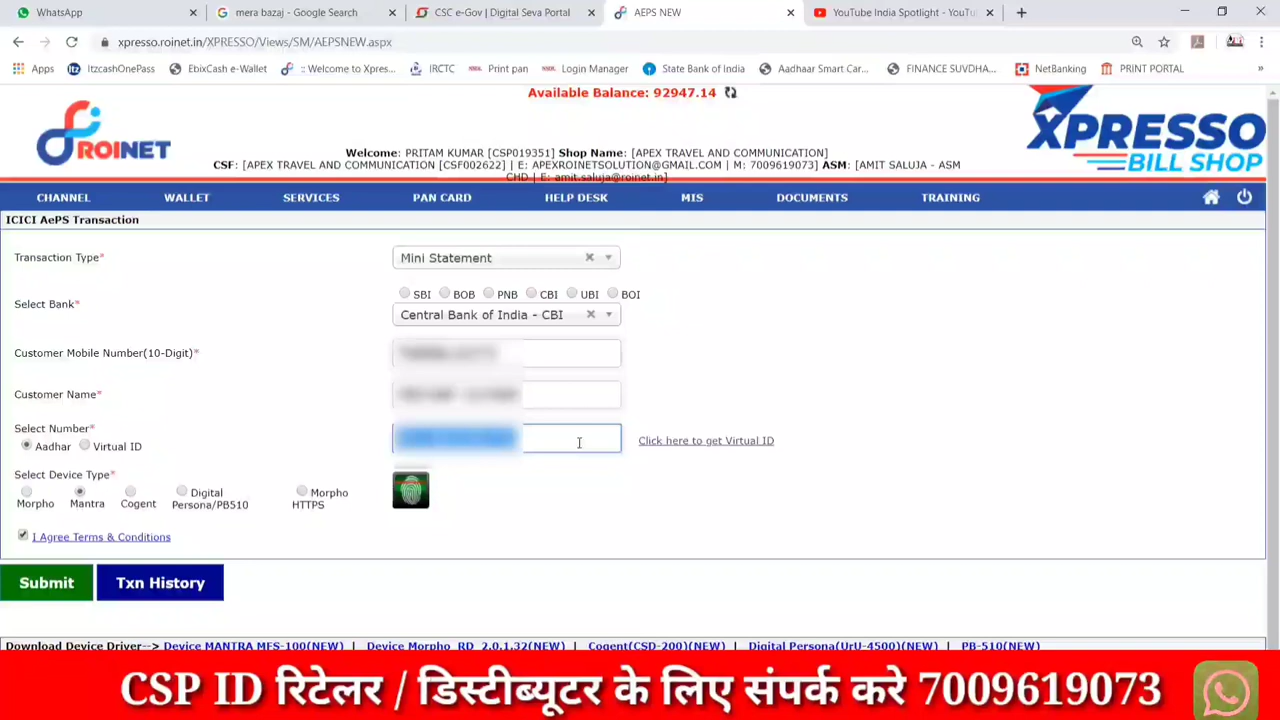 WhatsApp
mera bazaj - Google Search
CSC e-Gov | Digital Seva Portal
AEPS NEW
YouTube India Spotlight - YouTu
xpresso.roinet.in/XPRESSO/Views/SM/AEPSNEW.aspx
Apps ItzcashOnePass EbixCash e-Wallet :: Welcome to Xpres... IRCTC Print pan Login Manager State Bank of India Aadhaar Smart Car... FINANCE SUVDHA... NetBanking PRINT PORTAL »
Available Balance: 92947.14
ROINET
XPRESSO
BILL SHOP
Welcome: PRITAM KUMAR [CSP019351] Shop Name: [APEX TRAVEL AND COMMUNICATION]
CSF: [APEX TRAVEL AND COMMUNICATION [CSF002622] | E: APEXROINETSOLUTION@GMAIL.COM | M: 7009619073] ASM: [AMIT SALUJA - ASM
CHD | E: amit.saluja@roinet.in]
CHANNEL WALLET SERVICES PAN CARD HELP DESK MIS DOCUMENTS TRAINING
ICICI AePS Transaction
Transaction Type* Mini Statement
SBI BOB PNB CBI UBI BOI
Select Bank* Central Bank of India - CBI
Customer Mobile Number(10-Digit)*
Customer Name*
Select Number*
Aadhar Virtual ID
Click here to get Virtual ID
Select Device Type*
Morpho Mantra Cogent Digital Persona/PB510 Morpho HTTPS
I Agree Terms & Conditions
Submit Txn History
Download Device Driver--> Device MANTRA MFS-100(NEW) | Device Morpho RD 2.0.1.32(NEW) | Cogent(CSD-200)(NEW) | Digital Persona(UrU-4500)(NEW) | PB-510(NEW)
CSP ID रिटेलर / डिस्टीब्यूटर के लिए संपर्क करे 7009619073